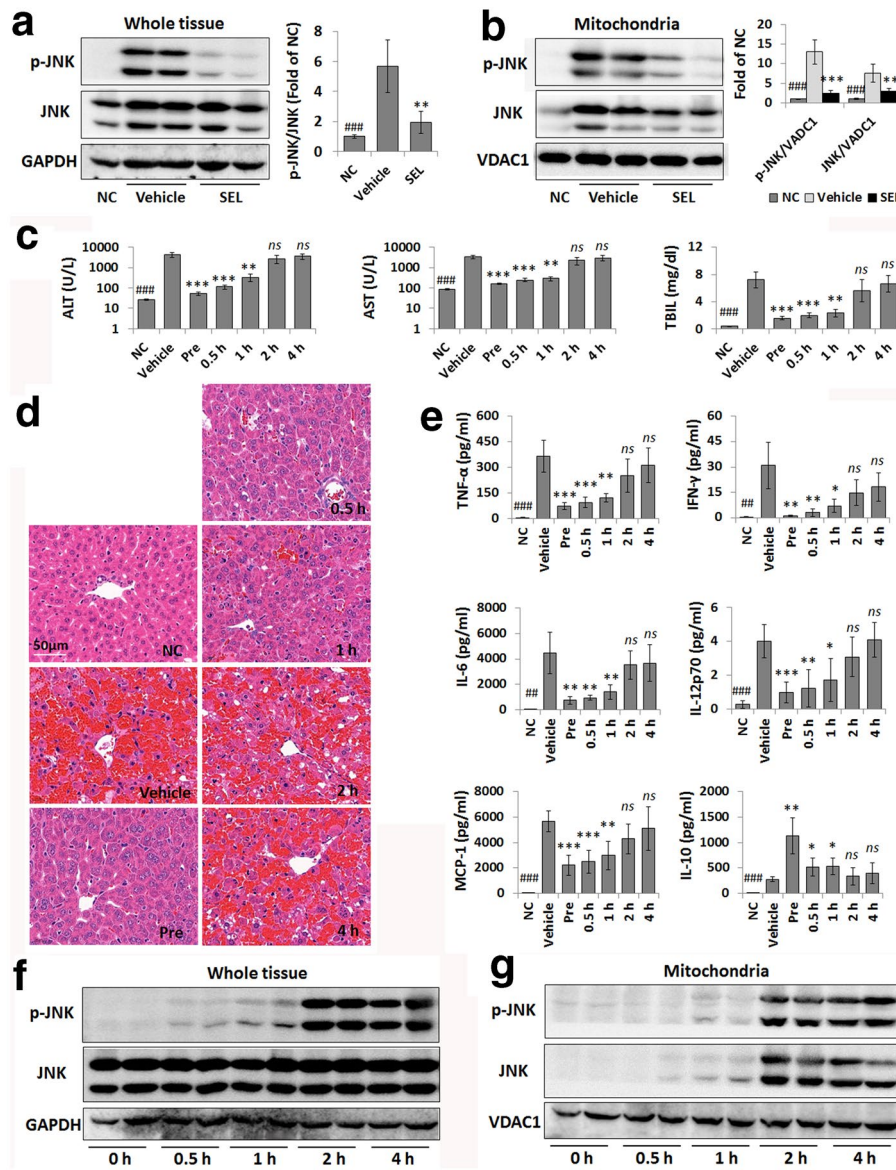 a
Whole tissue
p-JNK
JNK
GAPDH
NC Vehicle SEL
p-JNK/JNK (Fold of NC)
8
6
4
2
0
###
**
NC
Vehicle
SEL
b
Mitochondria
p-JNK
JNK
VDAC1
NC Vehicle SEL
Fold of NC
20
15
10
5
0
###
***
###
**
p-JNK/VADC1
JNK/VADC1
NC Vehicle SEL
c
ALT (U/L)
10000
1000
100
10
1
### *** *** ** ns ns
NC Vehicle Pre 0.5 h 1 h 2 h 4 h
AST (U/L)
10000
1000
100
10
1
### *** *** ** ns ns
NC Vehicle Pre 0.5 h 1 h 2 h 4 h
TBIL (mg/dl)
12
8
4
0
### *** *** ** ns ns
NC Vehicle Pre 0.5 h 1 h 2 h 4 h
d
0.5 h
50μm
NC
1 h
Vehicle
2 h
Pre
4 h
e
TNF-α (pg/ml)
600
450
300
150
0
### *** *** ** ns ns
NC Vehicle Pre 0.5 h 1 h 2 h 4 h
IFN-γ (pg/ml)
60
45
30
15
0
## ** ** * ns ns
NC Vehicle Pre 0.5 h 1 h 2 h 4 h
IL-6 (pg/ml)
8000
6000
4000
2000
0
## ** ** ** ns ns
NC Vehicle Pre 0.5 h 1 h 2 h 4 h
IL-12p70 (pg/ml)
6
4
2
0
### *** ** * ns ns
NC Vehicle Pre 0.5 h 1 h 2 h 4 h
MCP-1 (pg/ml)
8000
6000
4000
2000
0
### *** *** ** ns ns
NC Vehicle Pre 0.5 h 1 h 2 h 4 h
IL-10 (pg/ml)
2000
1500
1000
500
0
### ** * * ns ns
NC Vehicle Pre 0.5 h 1 h 2 h 4 h
f
Whole tissue
p-JNK
JNK
GAPDH
0 h 0.5 h 1 h 2 h 4 h
g
Mitochondria
p-JNK
JNK
VDAC1
0 h 0.5 h 1 h 2 h 4 h